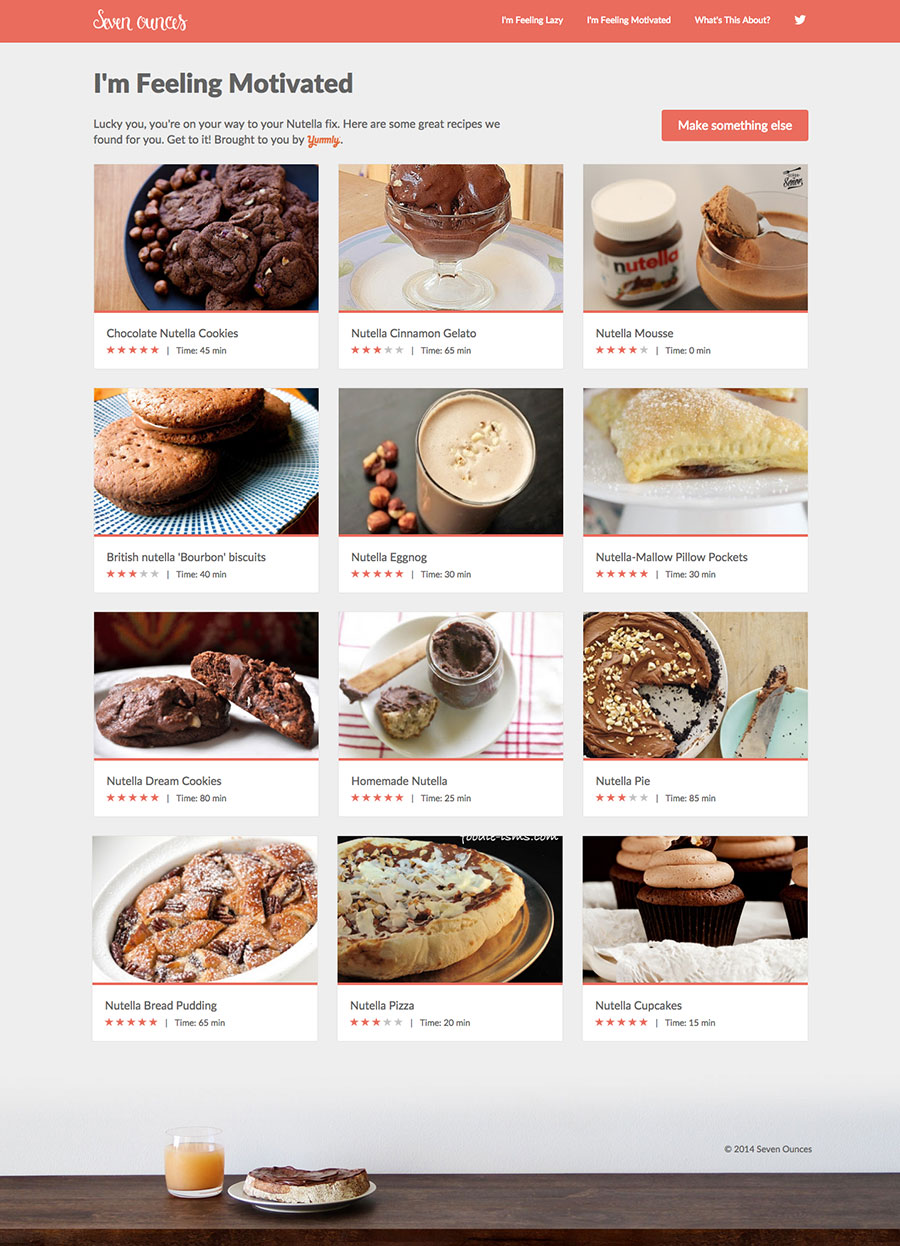 Seven ounces
I'm Feeling Lazy
I'm Feeling Motivated
What's This About?
I'm Feeling Motivated
Lucky you, you're on your way to your Nutella fix. Here are some great recipes we
found for you. Get to it! Brought to you by Yummly.
Make something else
nutella
Chocolate Nutella Cookies
★★★★★ | Time: 45 min
Nutella Cinnamon Gelato
★★★★★ | Time: 65 min
Nutella Mousse
★★★★★ | Time: 0 min
British nutella 'Bourbon' biscuits
★★★★★ | Time: 40 min
Nutella Eggnog
★★★★★ | Time: 30 min
Nutella-Mallow Pillow Pockets
★★★★★ | Time: 30 min
Nutella Dream Cookies
★★★★★ | Time: 80 min
Homemade Nutella
★★★★★ | Time: 25 min
Nutella Pie
★★★★★ | Time: 85 min
foodie-isms.com
Nutella Bread Pudding
★★★★★ | Time: 65 min
Nutella Pizza
★★★★★ | Time: 20 min
Nutella Cupcakes
★★★★★ | Time: 15 min
© 2014 Seven Ounces